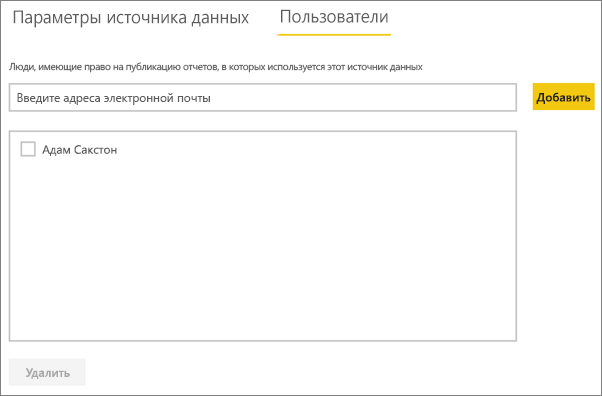 Параметры источника данных Пользователи
Люди, имеющие право на публикацию отчетов, в которых используется этот источник данных
Введите адреса электронной почты Добавить
Адам Сакстон
Удалить